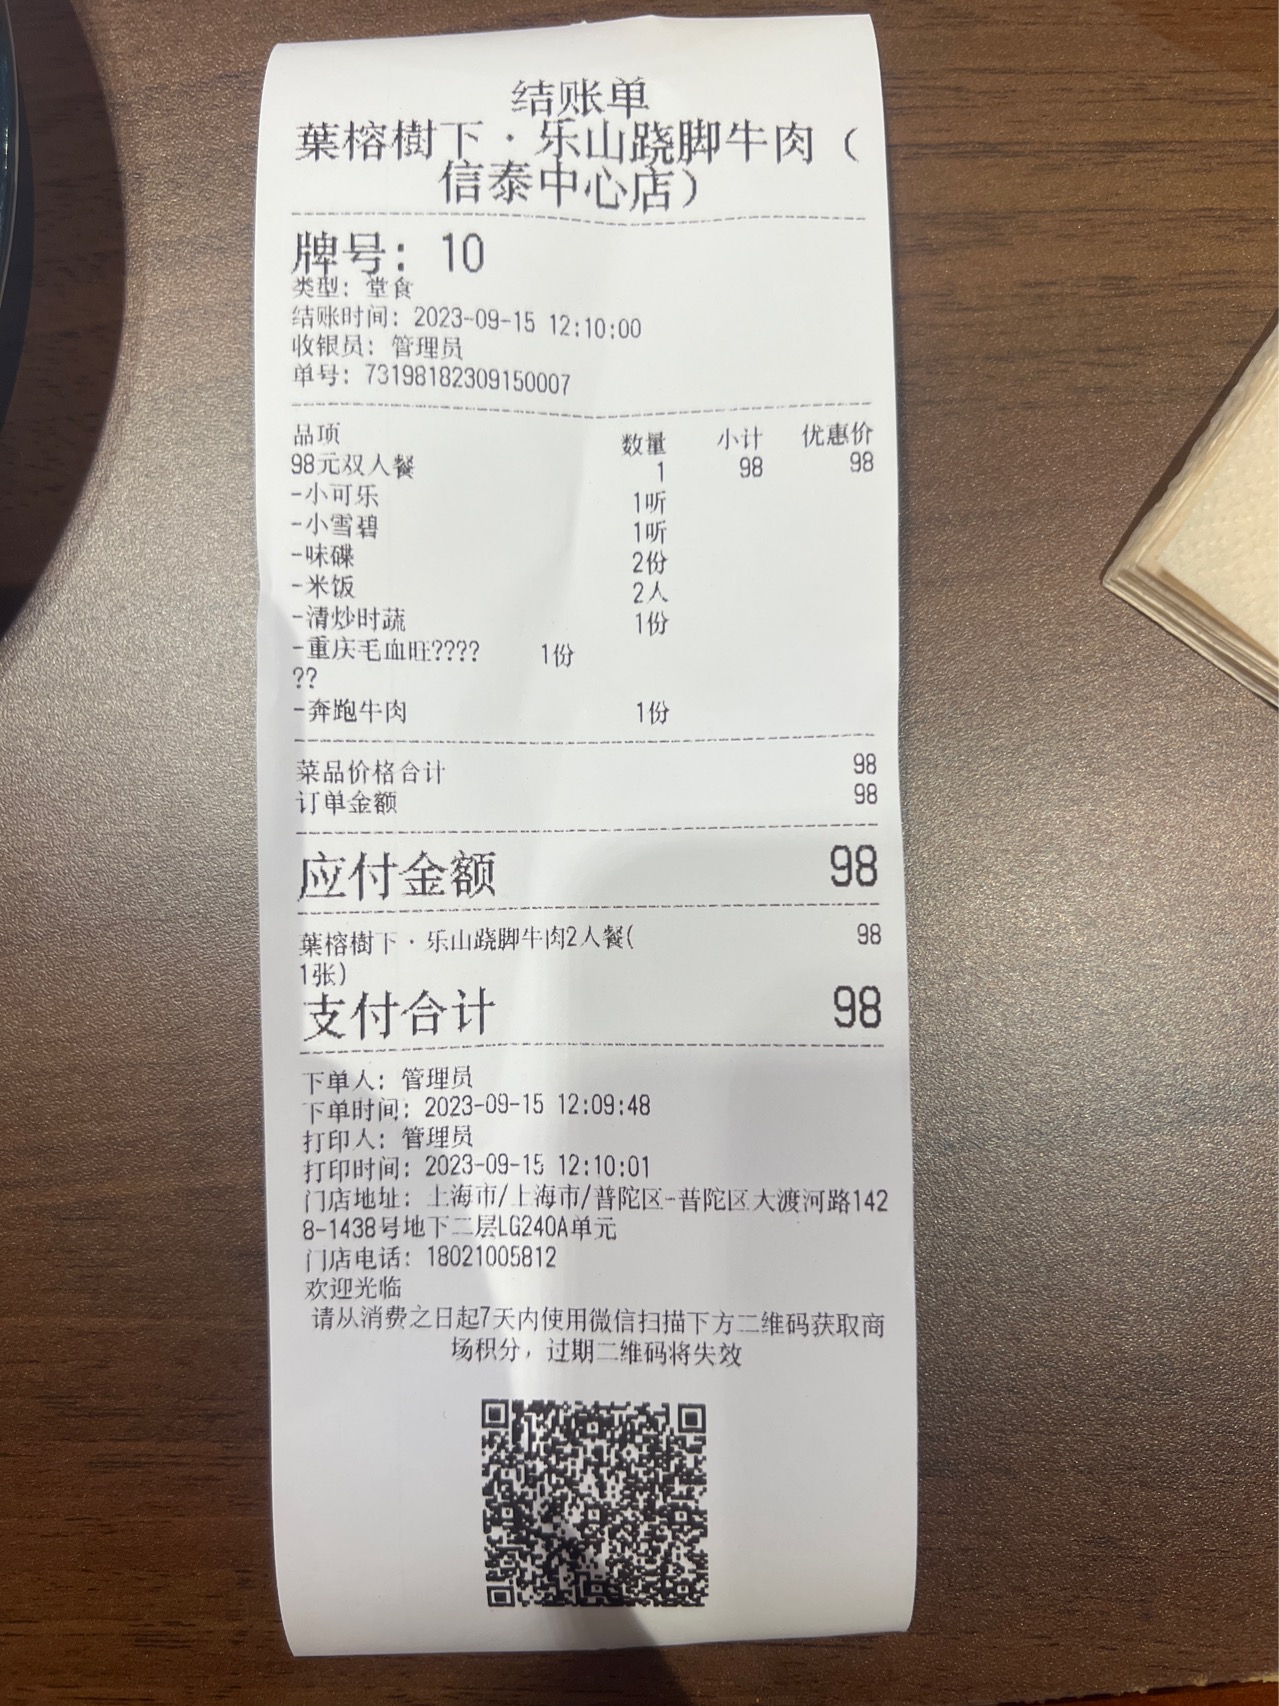 结账单
葉榕樹下·乐山跷脚牛肉（
信泰中心店）
牌号: 10
类型: 堂食
结账时间: 2023-09-15 12:10:00
收银员: 管理员
单号: 73198182309150007
品项 数量 小计 优惠价
98元双人餐 1 98 98
-小可乐 1听
-小雪碧 1听
-味碟 2份
-米饭 2人
-清炒时蔬 1份
-重庆毛血旺???? 1份
??
-奔跑牛肉 1份
菜品价格合计 98
订单金额 98
应付金额 98
葉榕樹下·乐山跷脚牛肉2人餐( 98
1张)
支付合计 98
下单人: 管理员
下单时间: 2023-09-15 12:09:48
打印人: 管理员
打印时间: 2023-09-15 12:10:01
门店地址: 上海市/上海市/普陀区-普陀区大渡河路142
8-1438号地下二层LG240A单元
门店电话: 18021005812
欢迎光临
请从消费之日起7天内使用微信扫描下方二维码获取商
场积分，过期二维码将失效